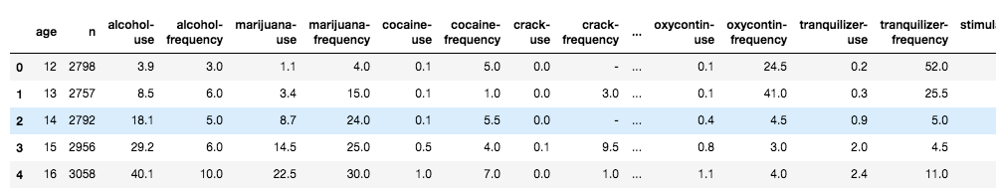 age n alcohol-use alcohol-frequency marijuana-use marijuana-frequency cocaine-use cocaine-frequency crack-use crack-frequency ... oxycontin-use oxycontin-frequency tranquilizer-use tranquilizer-frequency stimul
0 12 2798 3.9 3.0 1.1 4.0 0.1 5.0 0.0 - ... 0.1 24.5 0.2 52.0
1 13 2757 8.5 6.0 3.4 15.0 0.1 1.0 0.0 3.0 ... 0.1 41.0 0.3 25.5
2 14 2792 18.1 5.0 8.7 24.0 0.1 5.5 0.0 - ... 0.4 4.5 0.9 5.0
3 15 2956 29.2 6.0 14.5 25.0 0.5 4.0 0.1 9.5 ... 0.8 3.0 2.0 4.5
4 16 3058 40.1 10.0 22.5 30.0 1.0 7.0 0.0 1.0 ... 1.1 4.0 2.4 11.0